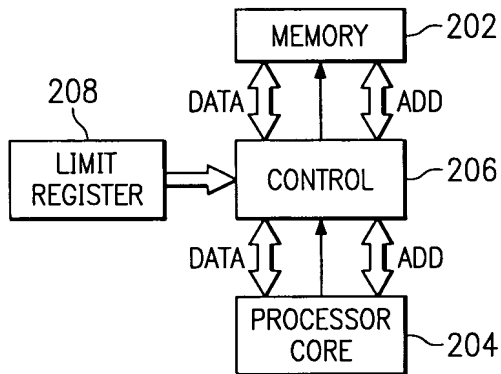 MEMORY
202
DATA
ADD
208
LIMIT
REGISTER
CONTROL
206
DATA
ADD
PROCESSOR
CORE
204